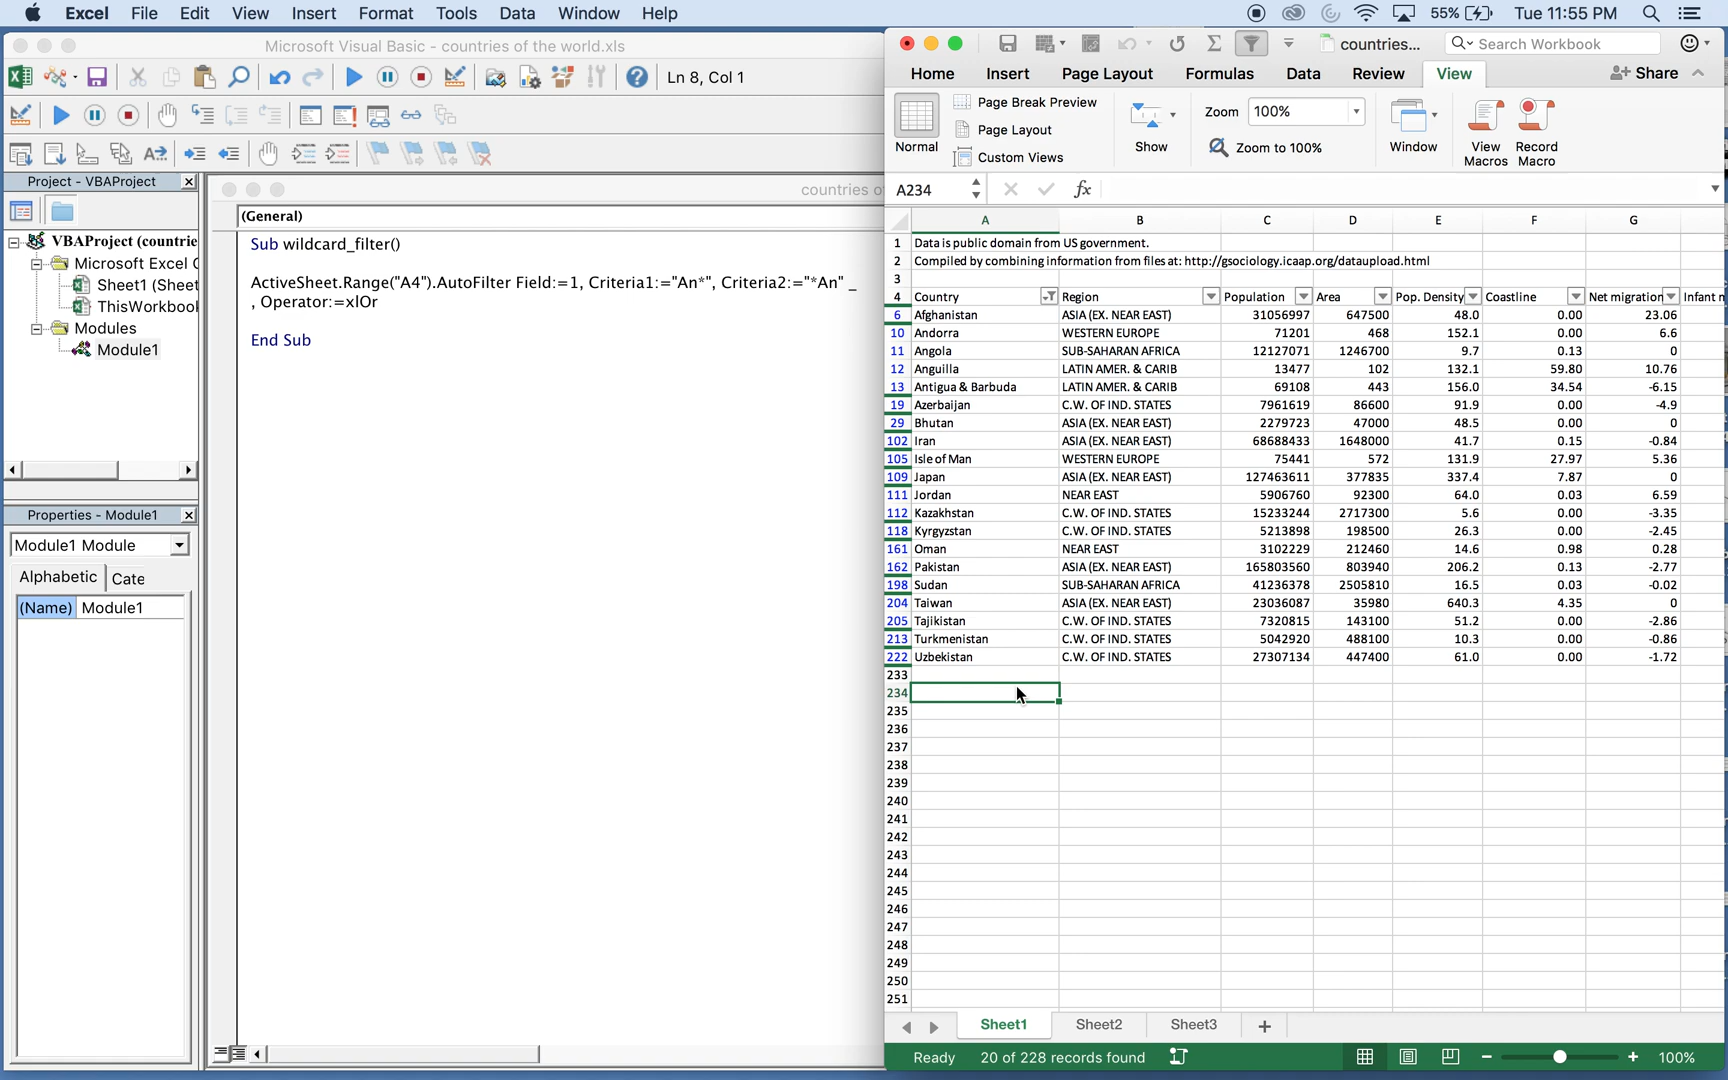 Excel File Edit View Insert Format Tools Data Window Help 55% Tue 11:55 PM
Microsoft Visual Basic - countries of the world.xls
Ln 8, Col 1
Project - VBAProject
VBAProject (countrie
Microsoft Excel O
Sheet1 (Sheet
ThisWorkbool
Modules
Module1
Properties - Module1
Module1 Module
Alphabetic Cate
(Name) Module1
countries o
(General)
Sub wildcard_filter()
ActiveSheet.Range("A4").AutoFilter Field:=1, Criteria1:="An*", Criteria2:="*An" _
, Operator:=xlOr
End Sub
countries... Search Workbook
Home Insert Page Layout Formulas Data Review View Share
Normal
Page Break Preview
Page Layout
Custom Views
Show
Zoom 100%
Zoom to 100%
Window
View Macros
Record Macro
A234 fx
A B C D E F G
1 Data is public domain from US government.
2 Compiled by combining information from files at: http://gsociology.icaap.org/dataupload.html
3
4 Country Region Population Area Pop. Density Coastline Net migration Infant m
6 Afghanistan ASIA (EX. NEAR EAST) 31056997 647500 48.0 0.00 23.06
10 Andorra WESTERN EUROPE 71201 468 152.1 0.00 6.6
11 Angola SUB-SAHARAN AFRICA 12127071 1246700 9.7 0.13 0
12 Anguilla LATIN AMER. & CARIB 13477 102 132.1 59.80 10.76
13 Antigua & Barbuda LATIN AMER. & CARIB 69108 443 156.0 34.54 -6.15
19 Azerbaijan C.W. OF IND. STATES 7961619 86600 91.9 0.00 -4.9
29 Bhutan ASIA (EX. NEAR EAST) 2279723 47000 48.5 0.00 0
102 Iran ASIA (EX. NEAR EAST) 68688433 1648000 41.7 0.15 -0.84
105 Isle of Man WESTERN EUROPE 75441 572 131.9 27.97 5.36
109 Japan ASIA (EX. NEAR EAST) 127463611 377835 337.4 7.87 0
111 Jordan NEAR EAST 5906760 92300 64.0 0.03 6.59
112 Kazakhstan C.W. OF IND. STATES 15233244 2717300 5.6 0.00 -3.35
118 Kyrgyzstan C.W. OF IND. STATES 5213898 198500 26.3 0.00 -2.45
161 Oman NEAR EAST 3102229 212460 14.6 0.98 0.28
162 Pakistan ASIA (EX. NEAR EAST) 165803560 803940 206.2 0.13 -2.77
198 Sudan SUB-SAHARAN AFRICA 41236378 2505810 16.5 0.03 -0.02
204 Taiwan ASIA (EX. NEAR EAST) 23036087 35980 640.3 4.35 0
205 Tajikistan C.W. OF IND. STATES 7320815 143100 51.2 0.00 -2.86
213 Turkmenistan C.W. OF IND. STATES 5042920 488100 10.3 0.00 -0.86
222 Uzbekistan C.W. OF IND. STATES 27307134 447400 61.0 0.00 -1.72
233
234
235
236
237
238
239
240
241
242
243
244
245
246
247
248
249
250
251
Sheet1 Sheet2 Sheet3
Ready 20 of 228 records found 100%